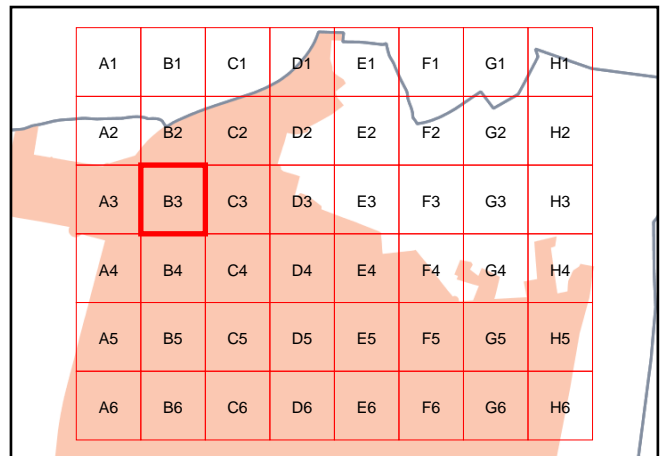 A1 B1 C1 D1 E1 F1 G1 H1
A2 B2 C2 D2 E2 F2 G2 H2
A3 B3 C3 D3 E3 F3 G3 H3
A4 B4 C4 D4 E4 F4 G4 H4
A5 B5 C5 D5 E5 F5 G5 H5
A6 B6 C6 D6 E6 F6 G6 H6